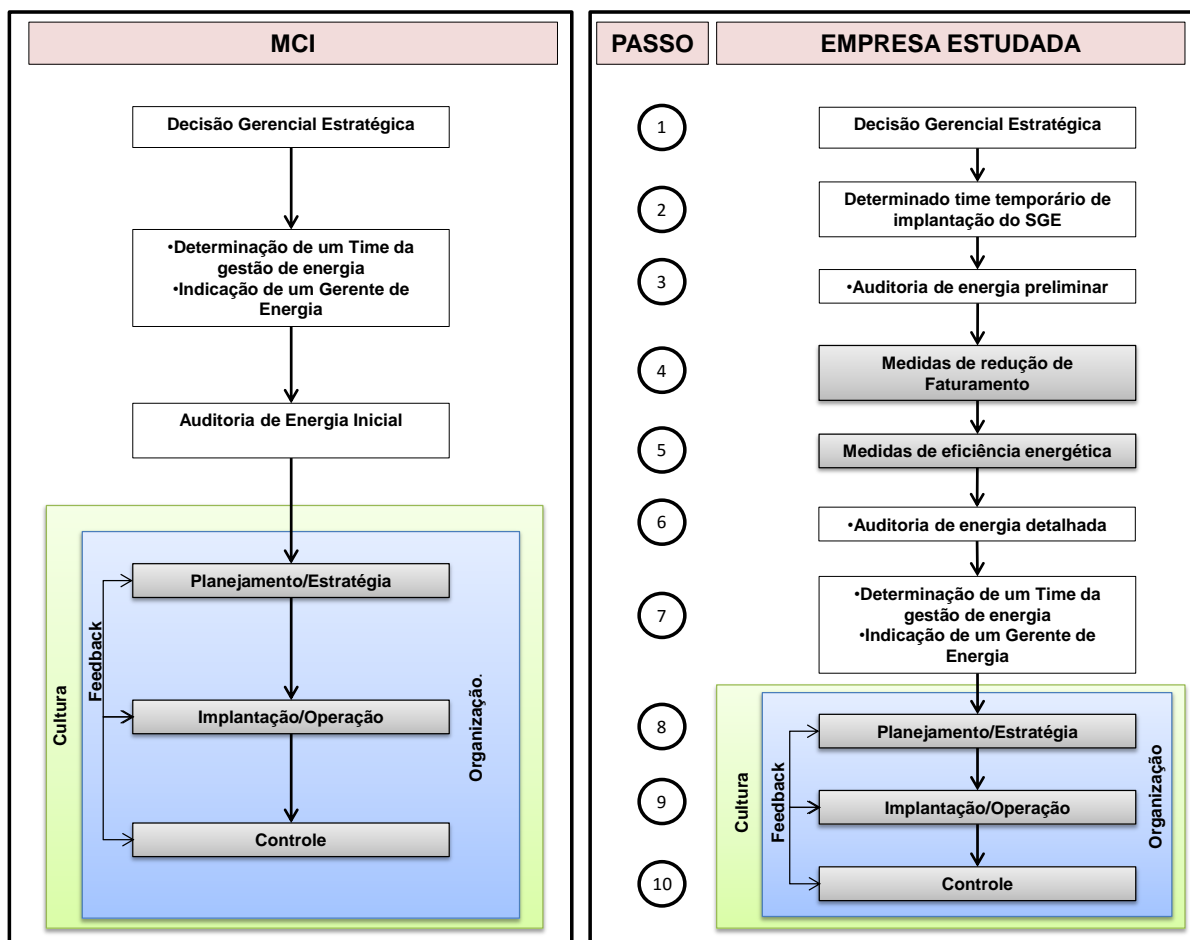 MCI
Decisão Gerencial Estratégica
•Determinação de um Time da
gestão de energia
•Indicação de um Gerente de
Energia
Auditoria de Energia Inicial
Cultura
Feedback
Planejamento/Estratégia
Implantação/Operação
Controle
Organização.
PASSO
EMPRESA ESTUDADA
1
Decisão Gerencial Estratégica
2
Determinado time temporário de
implantação do SGE
3
•Auditoria de energia preliminar
4
Medidas de redução de
Faturamento
5
Medidas de eficiência energética
6
•Auditoria de energia detalhada
7
•Determinação de um Time da
gestão de energia
•Indicação de um Gerente de
Energia
Cultura
Feedback
8
Planejamento/Estratégia
9
Implantação/Operação
10
Controle
Organização